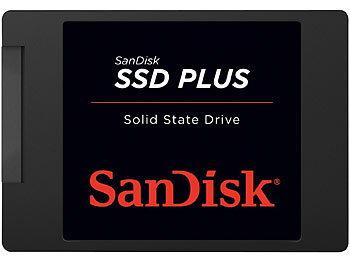 SanDisk
SSD PLUS
Solid State Drive
SanDisk®